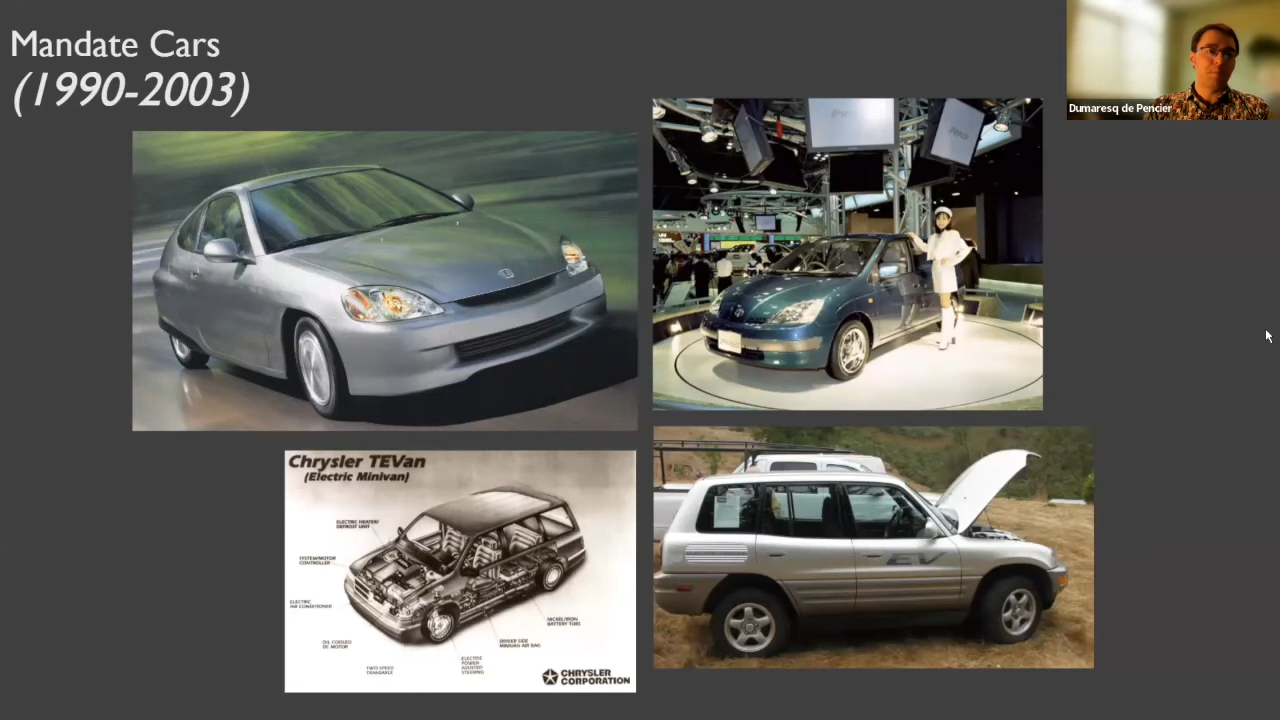 Mandate Cars
(1990-2003)
Dumaresq de Pencier
Chrysler TEVan
(Electric Minivan)
ELECTRIC HEATER/
DEFROST UNIT
SYSTEM/MOTOR
CONTROLLER
ELECTRIC
AIR CONDITIONER
OIL COOLED
DC MOTOR
TWO SPEED
TRANSAXLE
ELECTRIC
POWER
ASSISTED
STEERING
DRIVER SIDE
MINIVAN AIR BAG
NICKEL/IRON
BATTERY TUBS
CHRYSLER
CORPORATION
EV